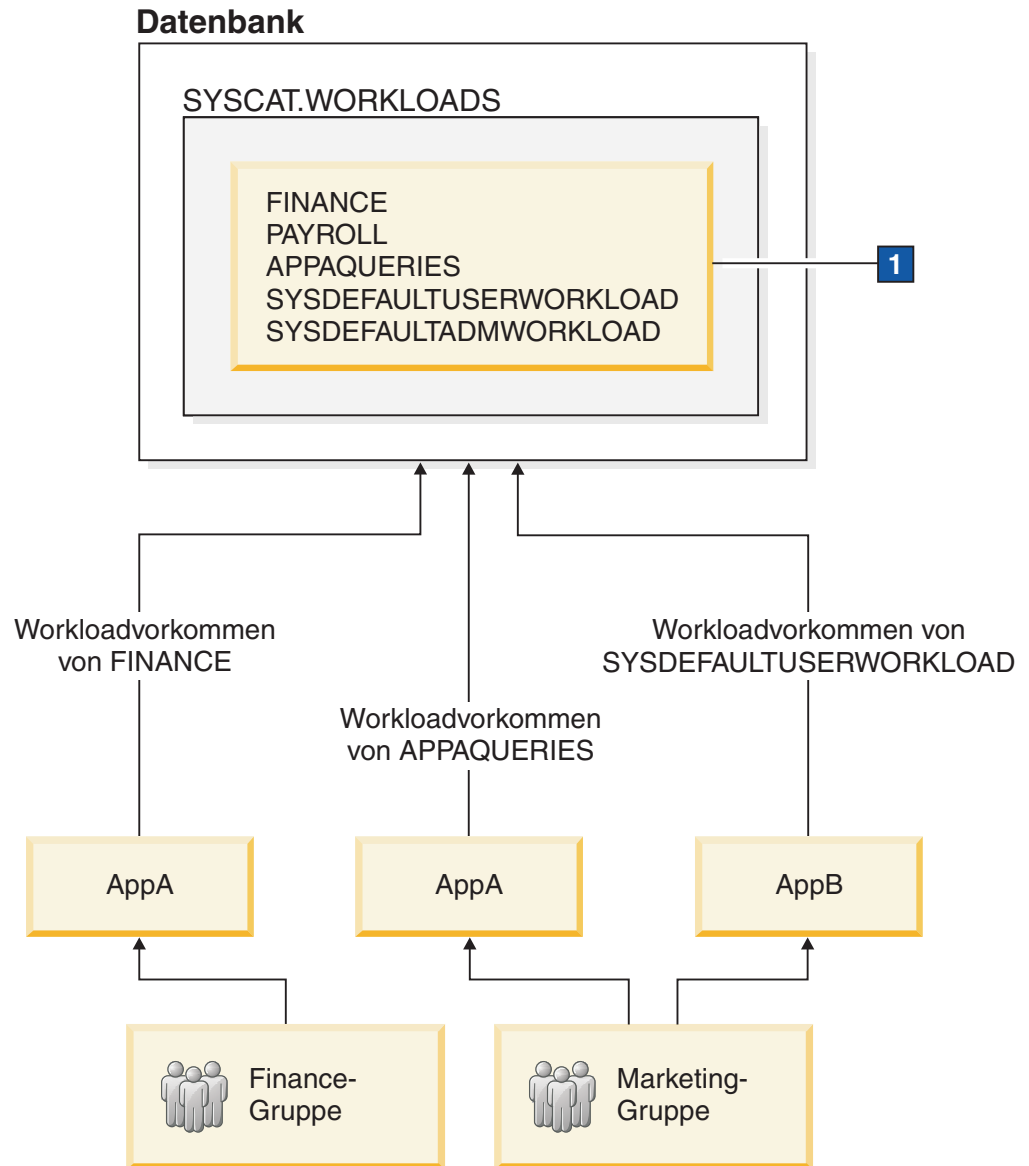 Datenbank
SYSCAT.WORKLOADS
FINANCE
PAYROLL
APPAQUERIES
SYSDEFAULTUSERWORKLOAD
SYSDEFAULTADMWORKLOAD
1
Workloadvorkommen
von FINANCE
Workloadvorkommen
von APPAQUERIES
Workloadvorkommen von
SYSDEFAULTUSERWORKLOAD
AppA
AppA
AppB
Finance-
Gruppe
Marketing-
Gruppe